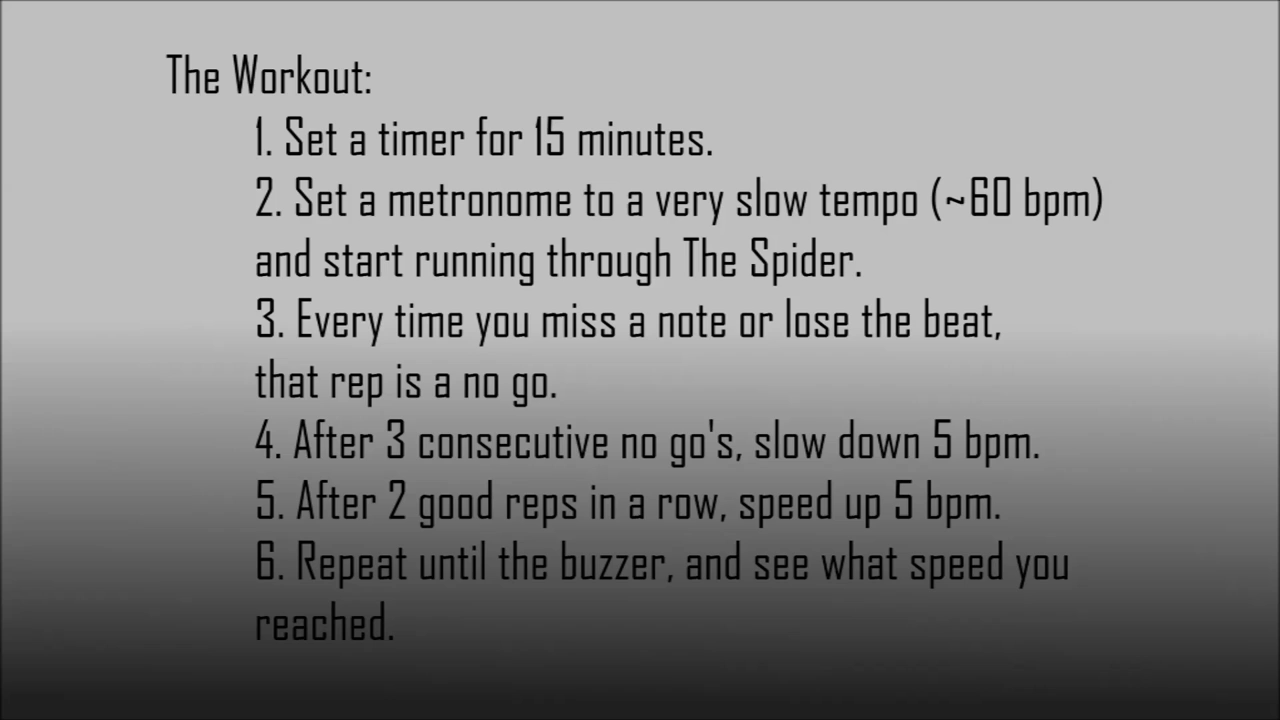 The Workout:
1. Set a timer for 15 minutes.
2. Set a metronome to a very slow tempo (~60 bpm)
and start running through The Spider.
3. Every time you miss a note or lose the beat,
that rep is a no go.
4. After 3 consecutive no go's, slow down 5 bpm.
5. After 2 good reps in a row, speed up 5 bpm.
6. Repeat until the buzzer, and see what speed you
reached.